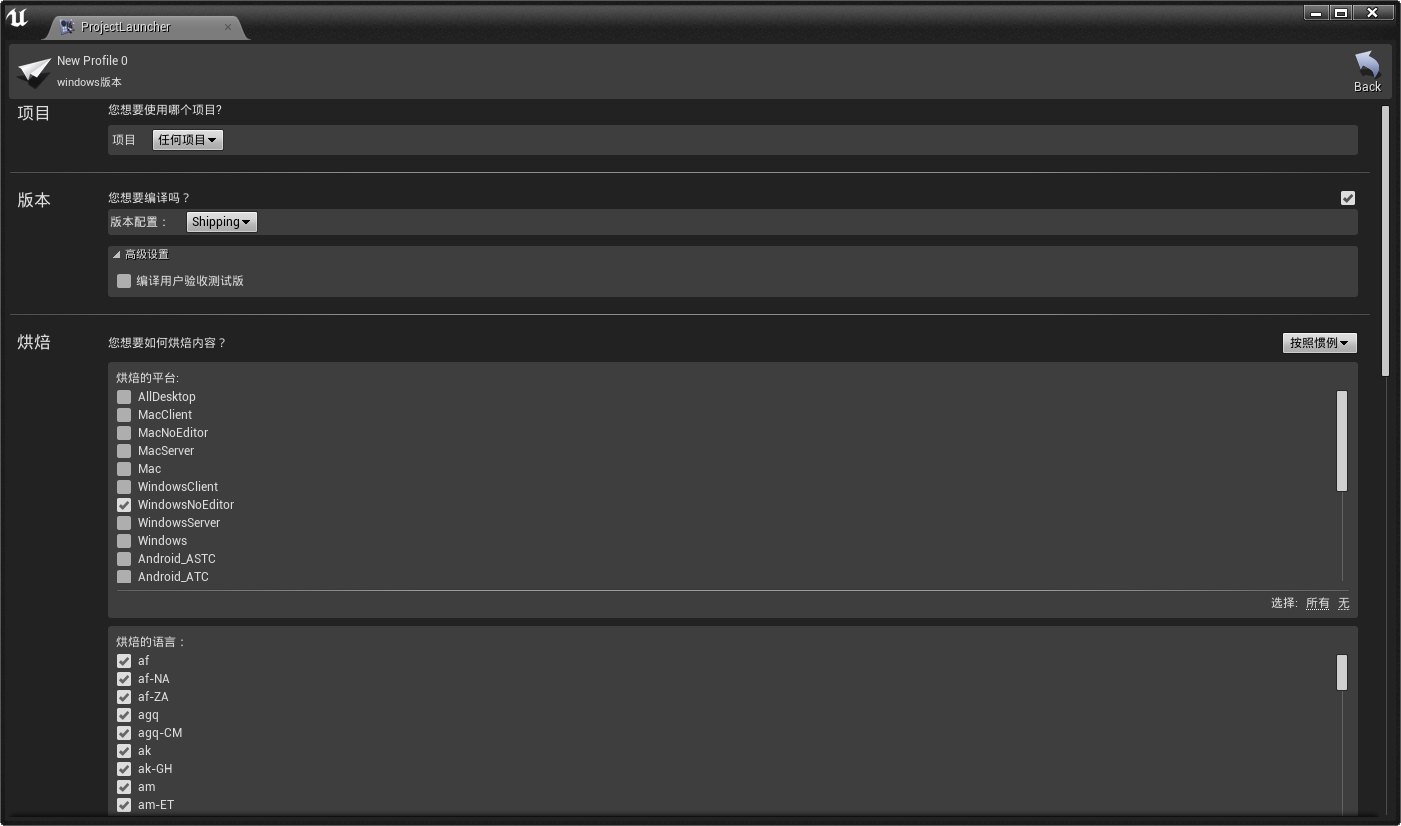 ProjectLauncher
New Profile 0
windows版本
Back
项目
您想要使用哪个项目?
项目 任何项目
版本
您想要编译吗？
版本配置： Shipping
高级设置
编译用户验收测试版
烘焙
您想要如何烘焙内容？
按照惯例
烘焙的平台:
AllDesktop
MacClient
MacNoEditor
MacServer
Mac
WindowsClient
WindowsNoEditor
WindowsServer
Windows
Android_ASTC
Android_ATC
选择: 所有 无
烘焙的语言：
af
af-NA
af-ZA
agq
agq-CM
ak
ak-GH
am
am-ET